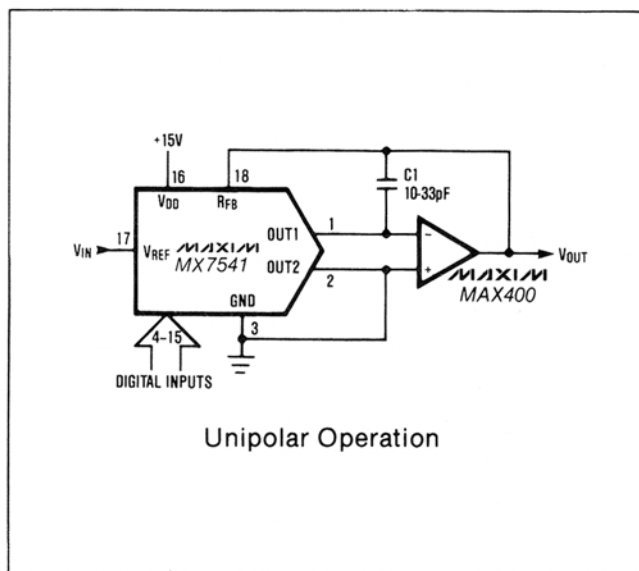 +15V
16
18
VDD
RFB
C1
10-33pF
OUT1
1
−
VIN
17
VREF
MAXIM
MX7541
OUT2
2
+
VOUT
MAXIM
MAX400
GND
3
4-15
DIGITAL INPUTS
Unipolar Operation